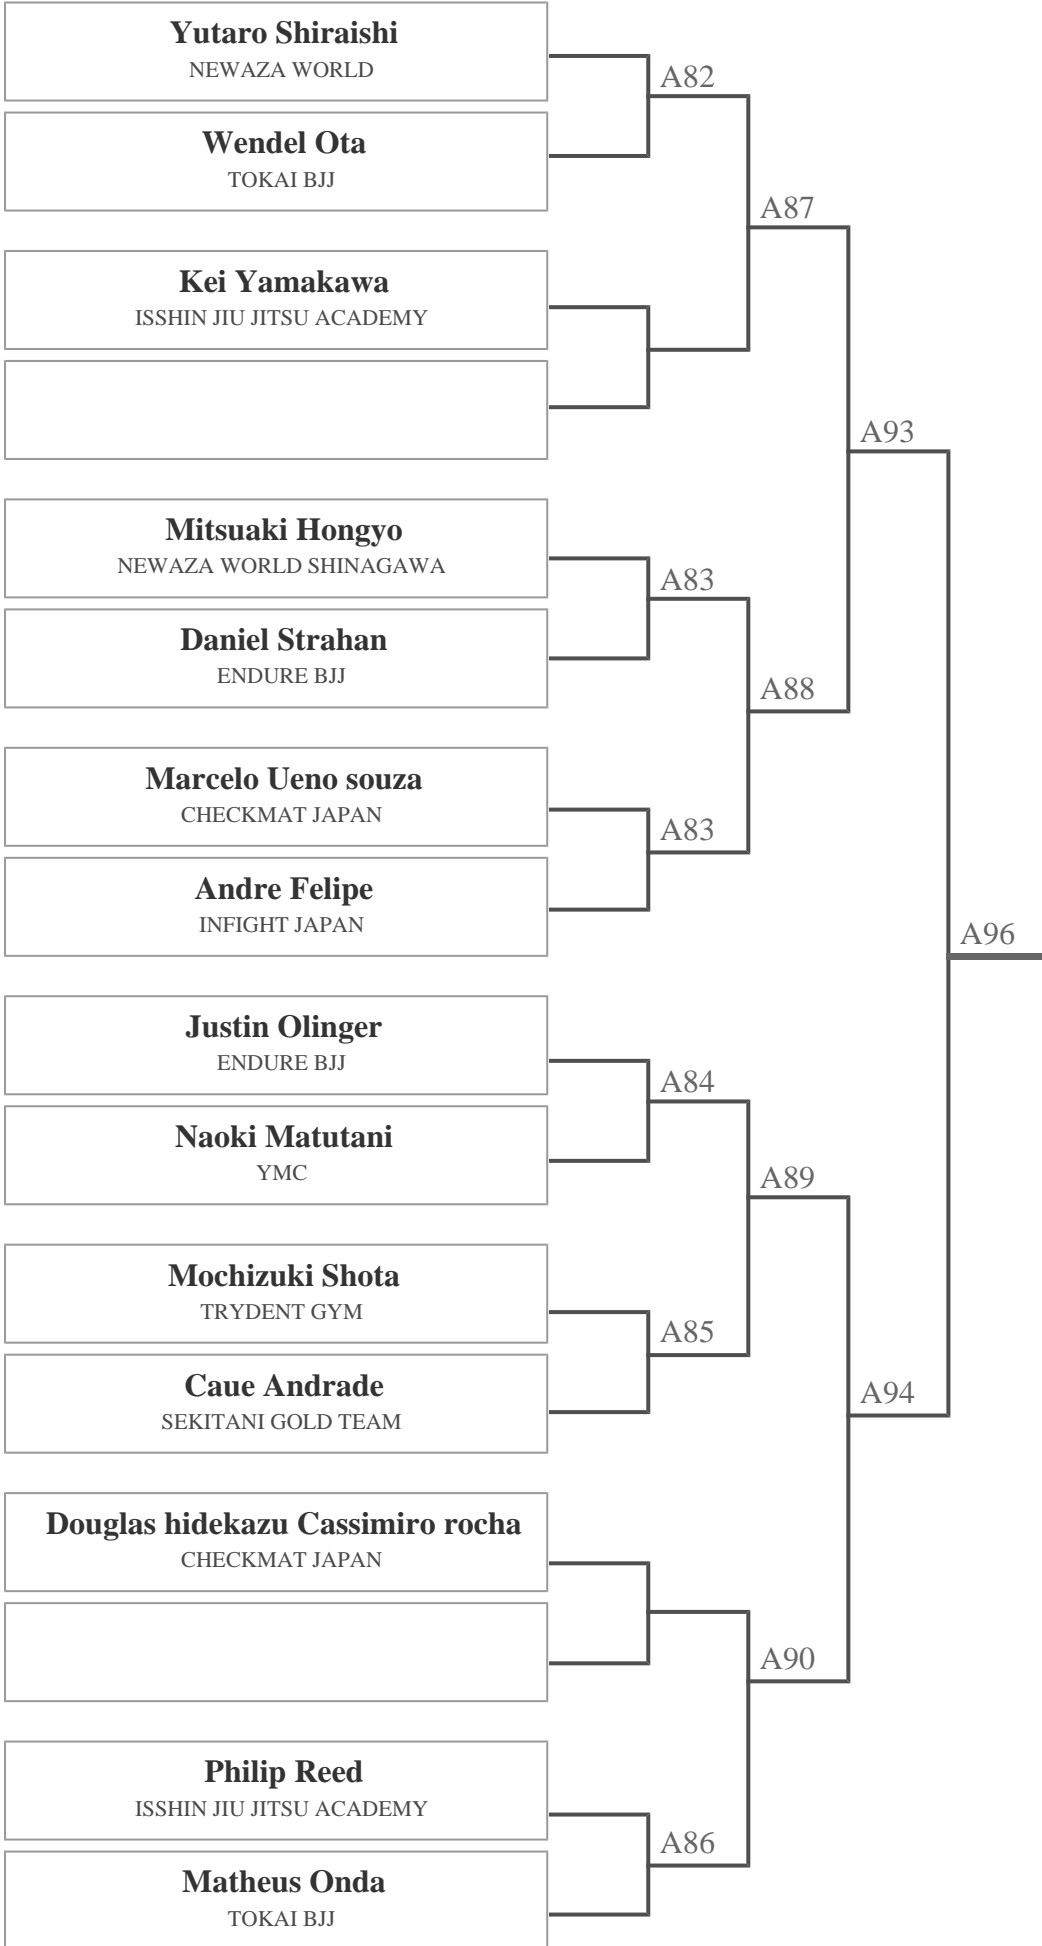 Yutaro Shiraishi
NEWAZA WORLD
A82
Wendel Ota
TOKAI BJJ
A87
Kei Yamakawa
ISSHIN JIU JITSU ACADEMY
A93
Mitsuaki Hongyo
NEWAZA WORLD SHINAGAWA
A83
Daniel Strahan
ENDURE BJJ
A88
Marcelo Ueno souza
CHECKMAT JAPAN
A83
Andre Felipe
INFIGHT JAPAN
A96
Justin Olinger
ENDURE BJJ
A84
Naoki Matutani
YMC
A89
Mochizuki Shota
TRYDENT GYM
A85
Caue Andrade
SEKITANI GOLD TEAM
A94
Douglas hidekazu Cassimiro rocha
CHECKMAT JAPAN
A90
Philip Reed
ISSHIN JIU JITSU ACADEMY
A86
Matheus Onda
TOKAI BJJ